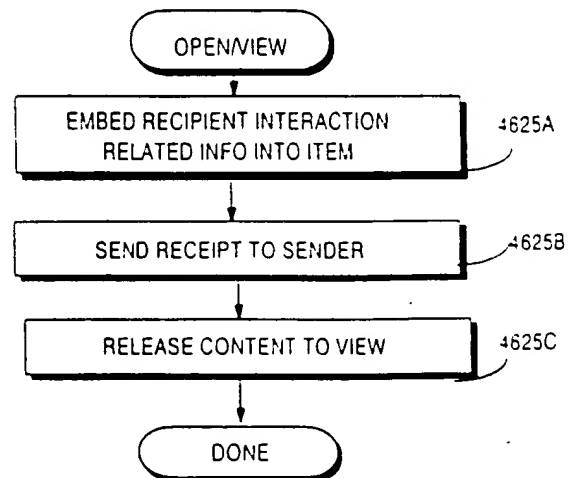 OPEN/VIEW
EMBED RECIPIENT INTERACTION
RELATED INFO INTO ITEM
4625A
SEND RECEIPT TO SENDER
4625B
RELEASE CONTENT TO VIEW
4625C
DONE